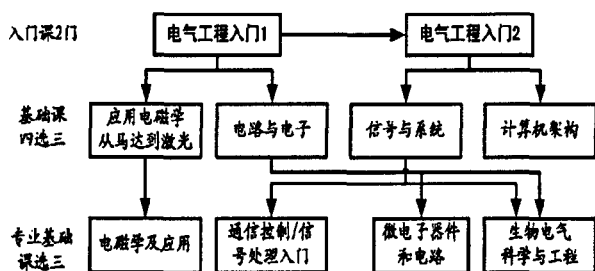 入门课2门
电气工程入门1
电气工程入门2
基础课
四选三
应用电磁学
从马达到激光
电路与电子
信号与系统
计算机架构
专业基础
课选三
电磁学及应用
通信控制/信
号处理入门
微电子器件
和电路
生物电气
科学与工程